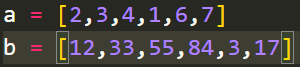 a = [2,3,4,1,6,7]
b = [12,33,55,84,3,17]